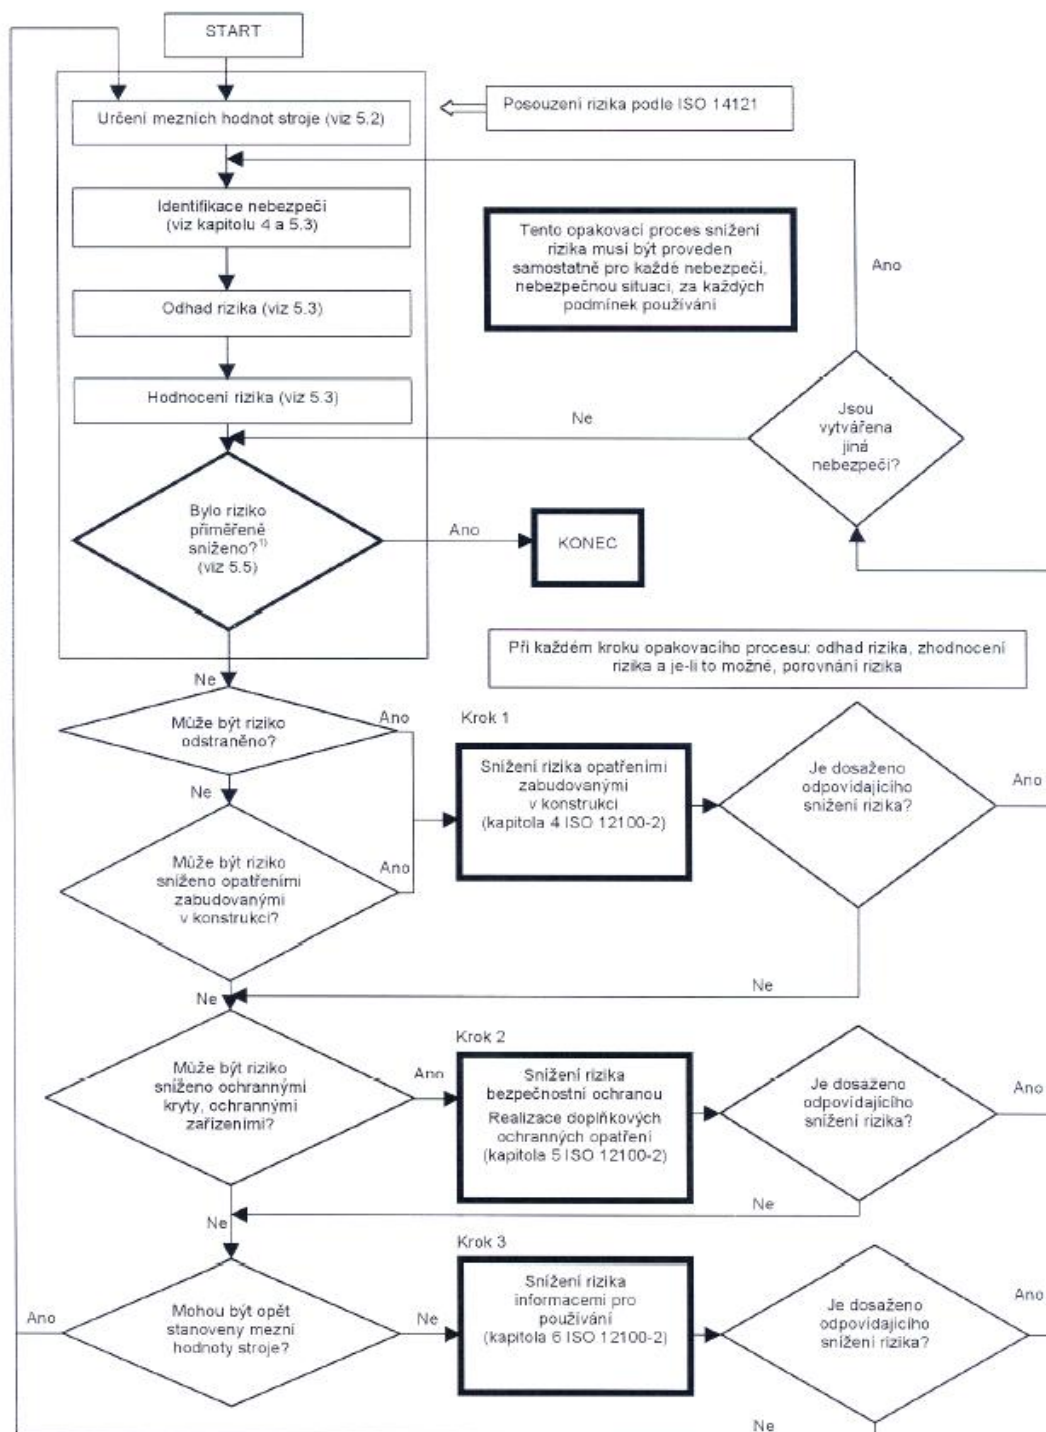 START
Určení mezních hodnot stroje (viz 5.2)
Posouzení rizika podle ISO 14121
Identifikace nebezpečí
(viz kapitolu 4 a 5.3)
Tento opakovací proces snížení
rizika musí být proveden
samostatně pro každé nebezpečí,
nebezpečnou situaci, za každých
podmínek používání
Ano
Odhad rizika (viz 5.3)
Hodnocení rizika (viz 5.3)
Ne
Jsou
vytvářena
jiná
nebezpečí?
Bylo riziko
přiměřeně
sníženo?1)
(viz 5.5)
Ano
KONEC
Při každém kroku opakovacího procesu: odhad rizika, zhodnocení
rizika a je-li to možné, porovnání rizika
Ne
Může být riziko
odstraněno?
Ano
Krok 1
Snížení rizika opatřeními
zabudovanými
v konstrukci
(kapitola 4 ISO 12100-2)
Je dosaženo
odpovídajícího
snížení rizika?
Ano
Ne
Může být riziko
sníženo opatřeními
zabudovanými
v konstrukci?
Ano
Ne
Ne
Krok 2
Může být riziko
sníženo ochrannými
kryty, ochrannými
zařízeními?
Ano
Snížení rizika
bezpečnostní ochranou
Realizace doplňkových
ochranných opatření
(kapitola 5 ISO 12100-2)
Je dosaženo
odpovídajícího
snížení rizika?
Ano
Ne
Ne
Krok 3
Ano
Mohou být opět
stanoveny mezní
hodnoty stroje?
Ne
Snížení rizika
informacemi pro
používání
(kapitola 6 ISO 12100-2)
Je dosaženo
odpovídajícího
snížení rizika?
Ano
Ne